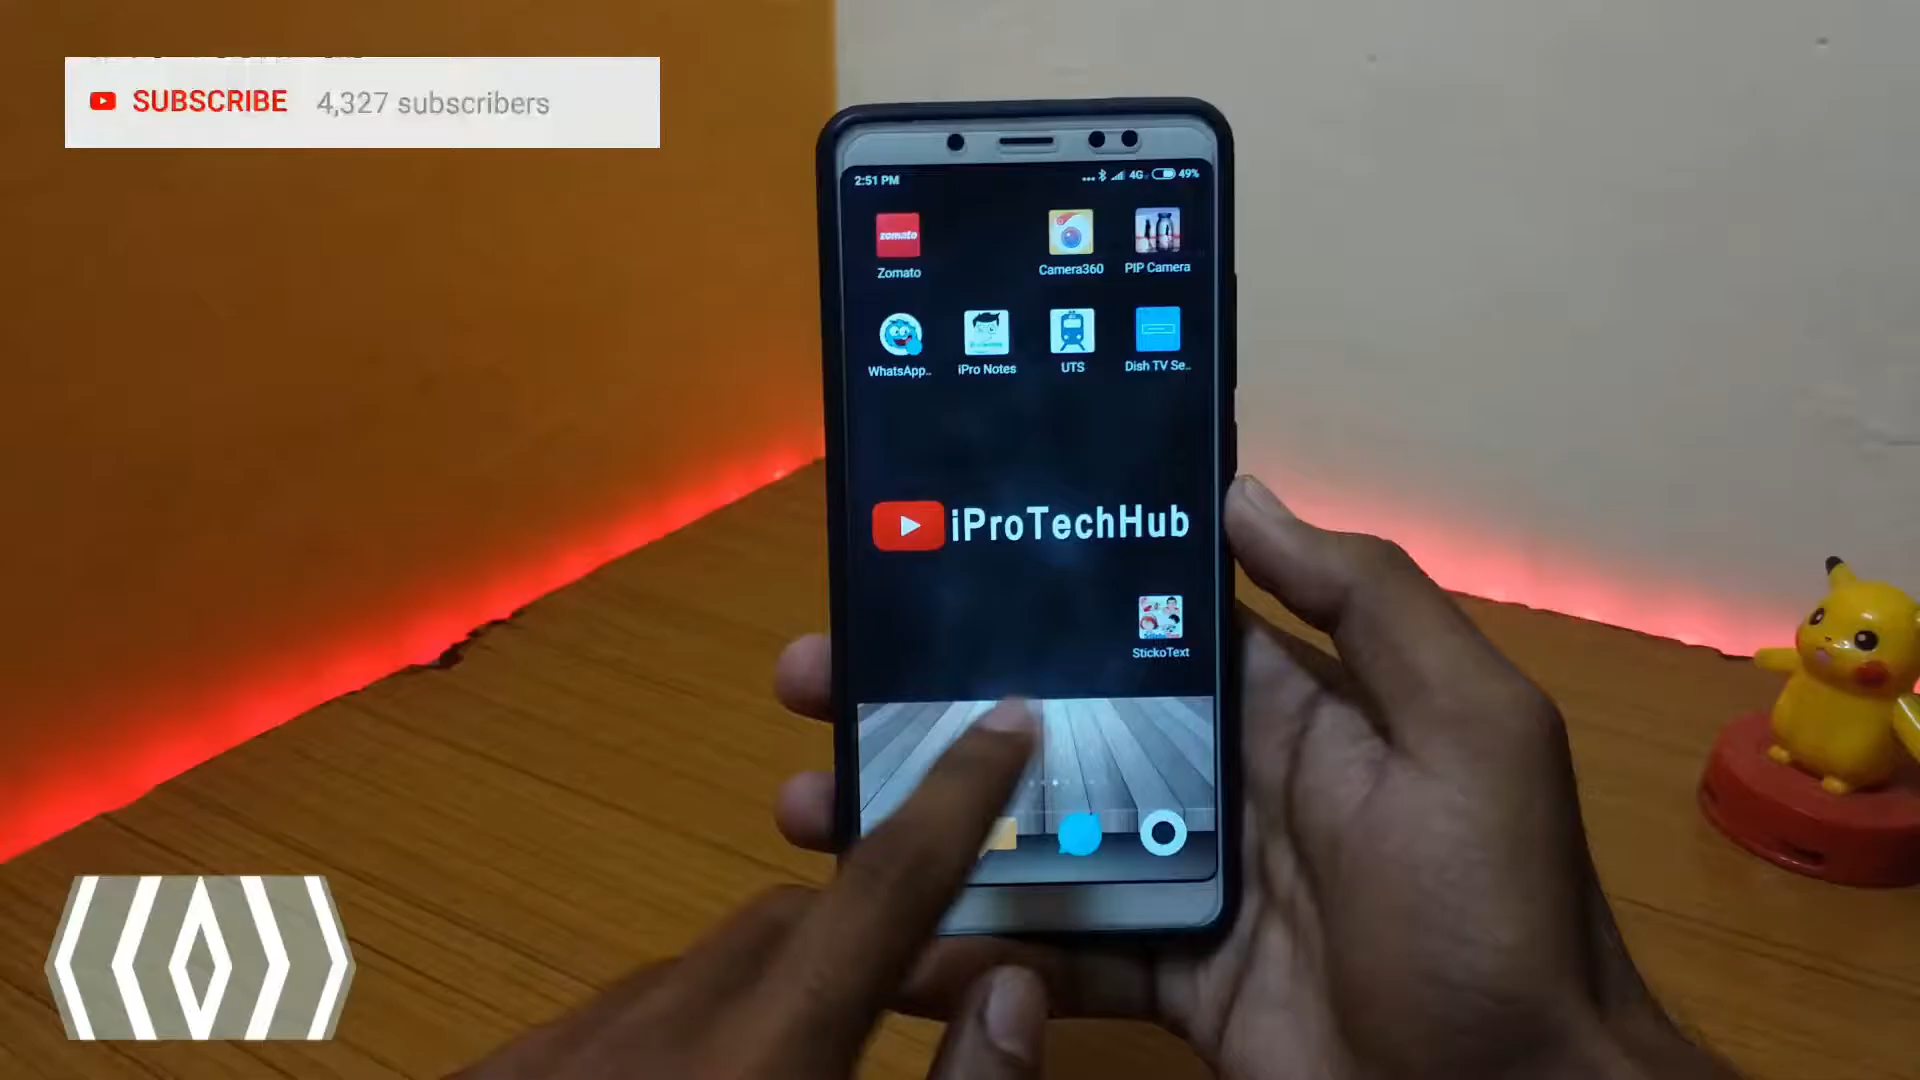 SUBSCRIBE 4,327 subscribers
2:51 PM 4G 49%
zomato
Zomato Camera360 PIP Camera
WhatsApp.. iPro Notes UTS Dish TV Se..
iProTechHub
StickoText